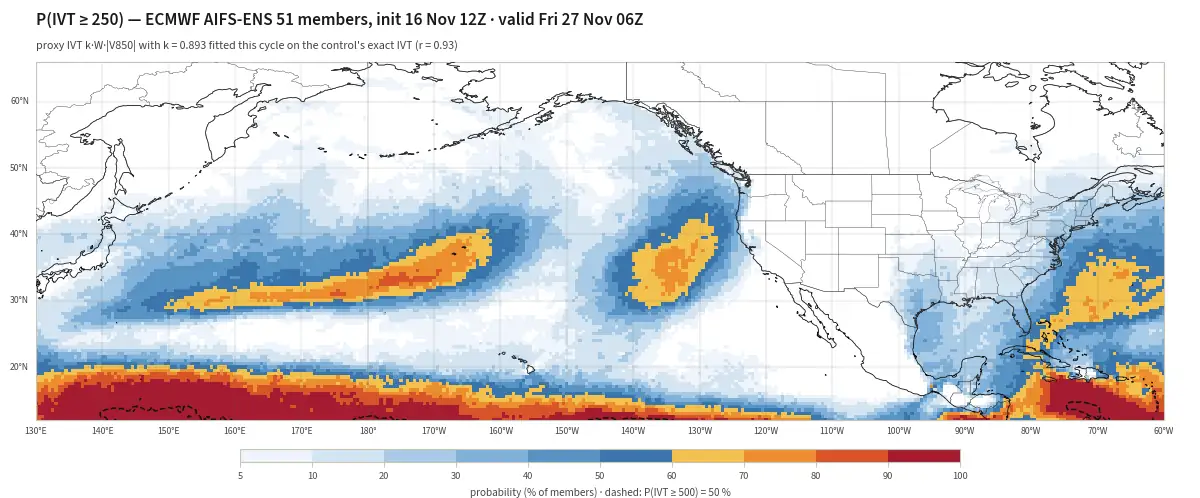 P(IVT ≥ 250) — ECMWF AIFS-ENS 51 members, init 16 Nov 12Z · valid Fri 27 Nov 06Z
proxy IVT k·W·|V850| with k = 0.893 fitted this cycle on the control's exact IVT (r = 0.93)
60°N
50°N
40°N
30°N
20°N
130°E 140°E 150°E 160°E 170°E 180° 170°W 160°W 150°W 140°W 130°W 120°W 110°W 100°W 90°W 80°W 70°W 60°W
5 10 20 30 40 50 60 70 80 90 100
probability (% of members) · dashed: P(IVT ≥ 500) = 50 %